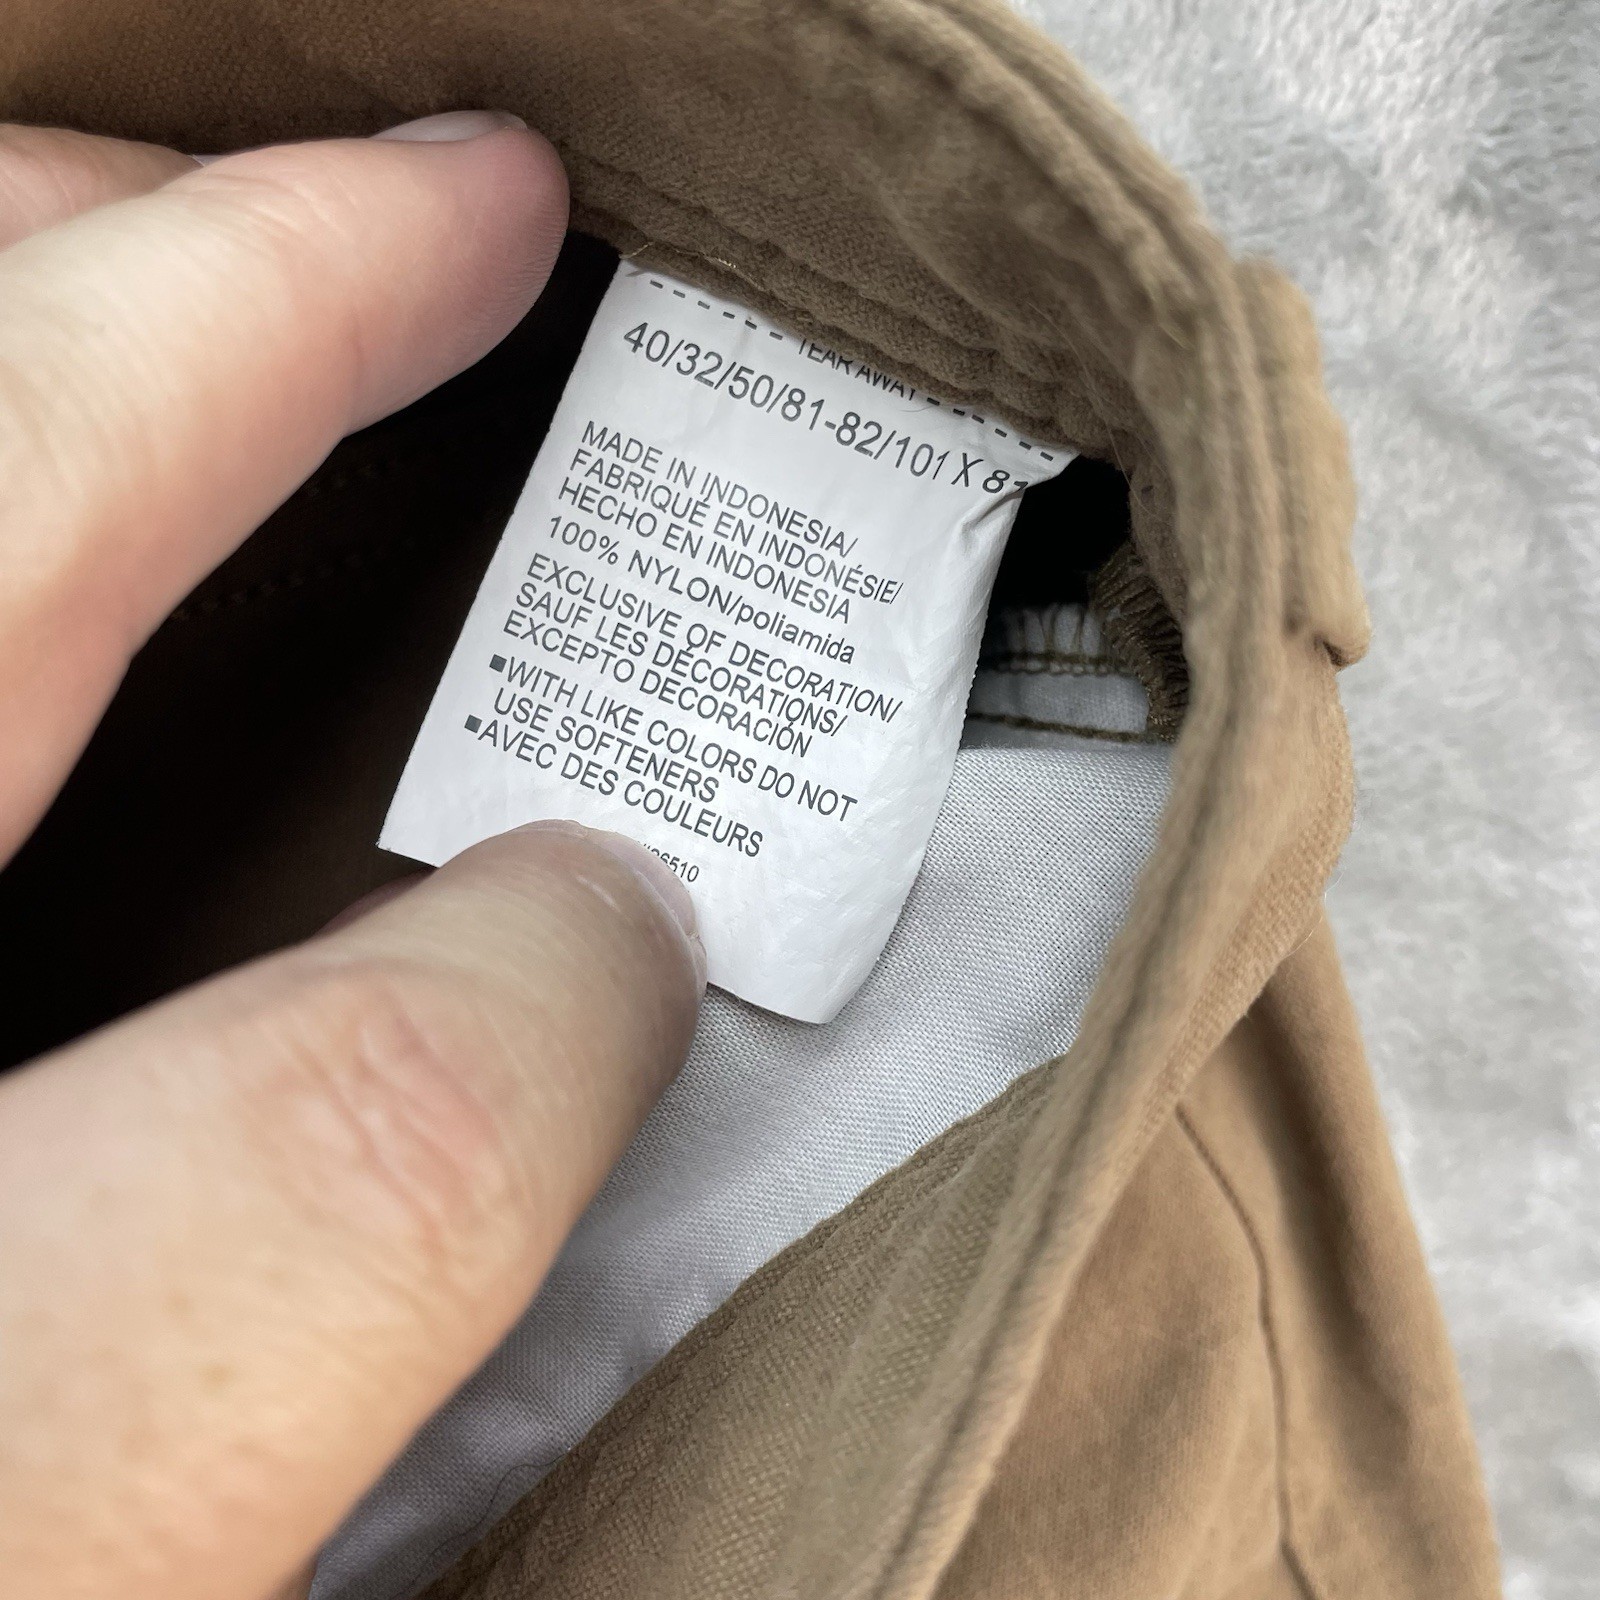 TEAR AWAY
40/32/50/81-82/101 X 81
MADE IN INDONESIA/
FABRIQUÉ EN INDONÉSIE/
HECHO EN INDONESIA
100% NYLON/poliamida
EXCLUSIVE OF DECORATION/
SAUF LES DÉCORATIONS/
EXCEPTO DECORACIÓN
■WITH LIKE COLORS DO NOT
USE SOFTENERS
■AVEC DES COULEURS